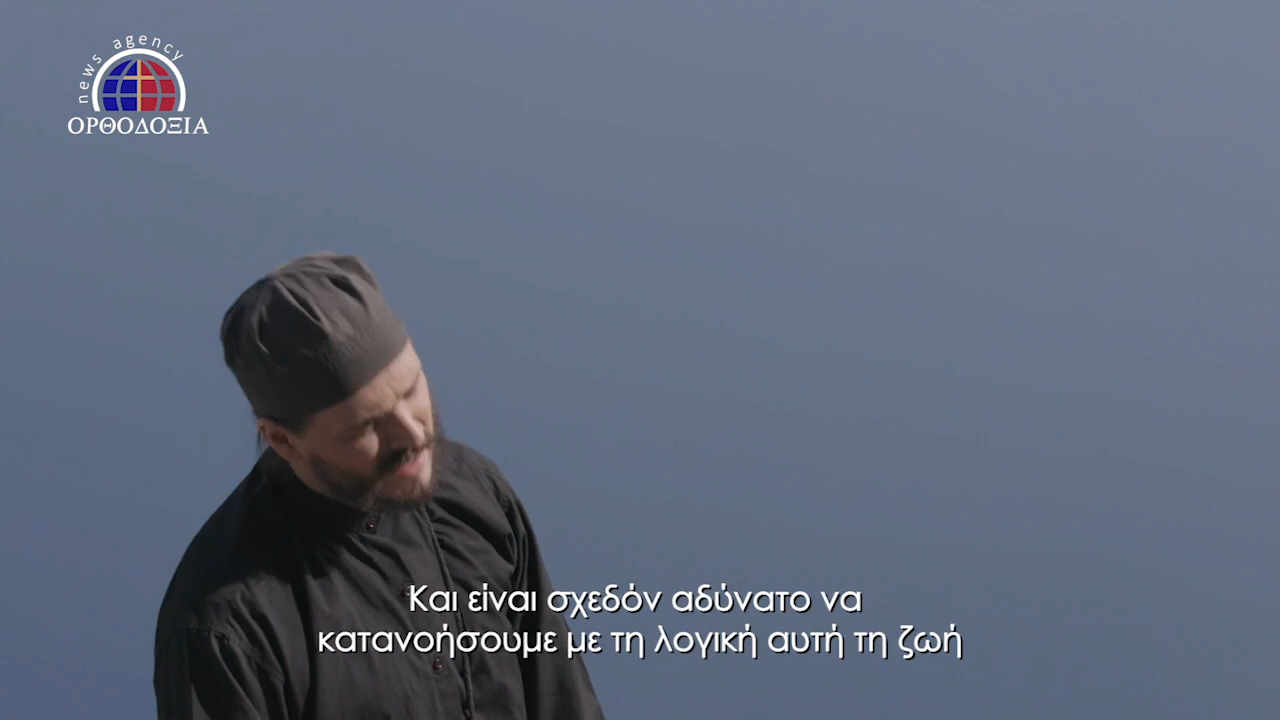 news agency
ΟΡΘΟΔΟΞΙΑ
Και είναι σχεδόν αδύνατο να
κατανοήσουμε με τη λογική αυτή τη ζωή